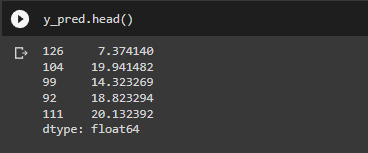 y_pred.head()
126 7.374140
104 19.941482
99 14.323269
92 18.823294
111 20.132392
dtype: float64